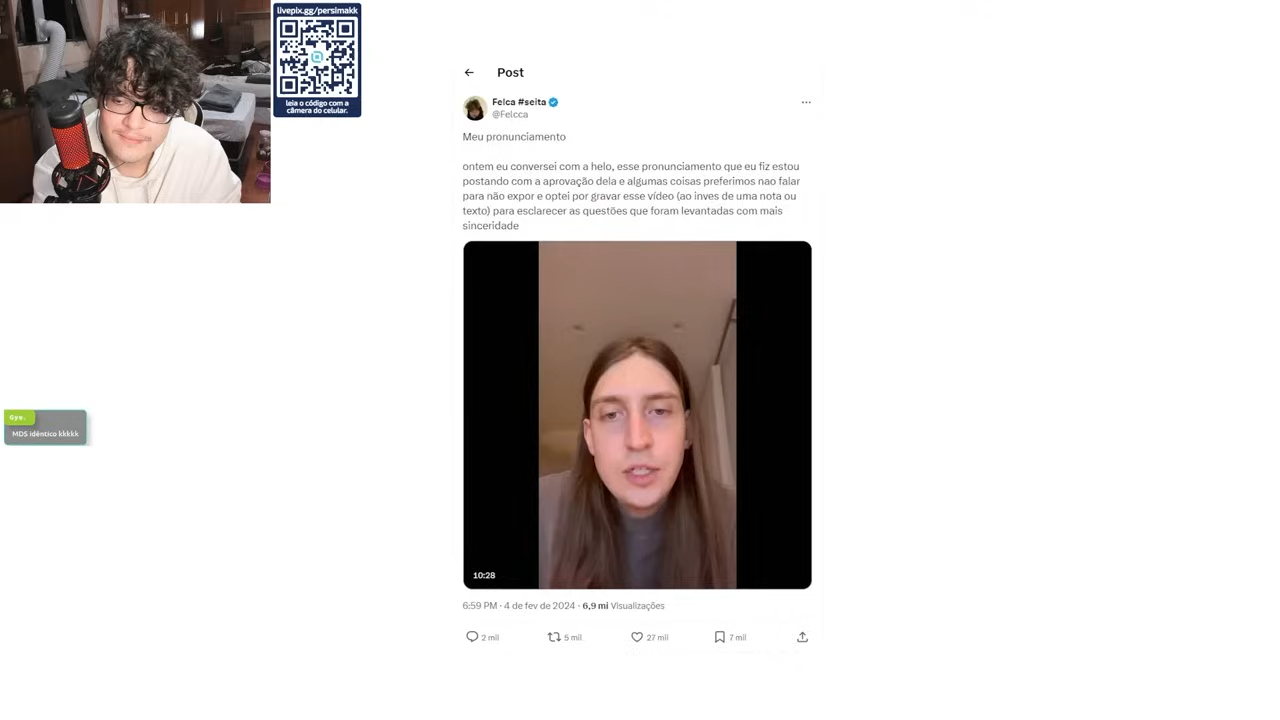 livepix.gg/persimakk
leia o código com a
câmera do celular.
Post
Felca #seita
@Felcca
Meu pronunciamento
ontem eu conversei com a helo, esse pronunciamento que eu fiz estou
postando com a aprovação dela e algumas coisas preferimos nao falar
para não expor e optei por gravar esse vídeo (ao inves de uma nota ou
texto) para esclarecer as questões que foram levantadas com mais
sinceridade
Gyu.
MDS idêntico kkkkk
10:28
6:59 PM · 4 de fev de 2024 · 6,9 mi Visualizações
2 mil 5 mil 27 mil 7 mil